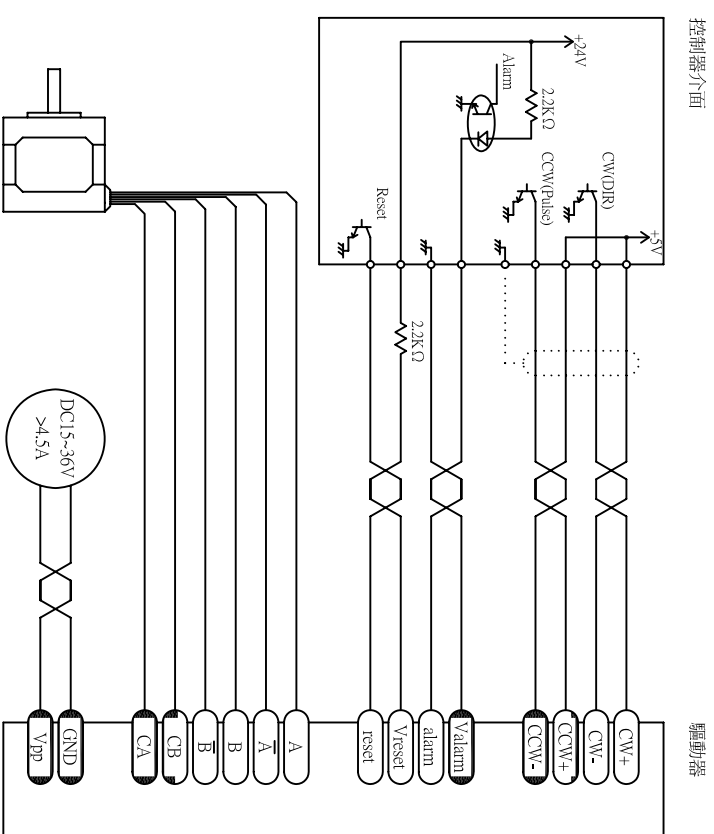 控制器介面
驅動器
+24V
Alarm
2.2KΩ
CW(DIR)
CCW(Pulse)
+5V
Reset
2.2KΩ
DC15~36V
>4.5A
CW+
CW-
CCW+
CCW-
Valarm
alarm
Vreset
reset
A
A̅
B
B̅
CB
CA
GND
Vpp